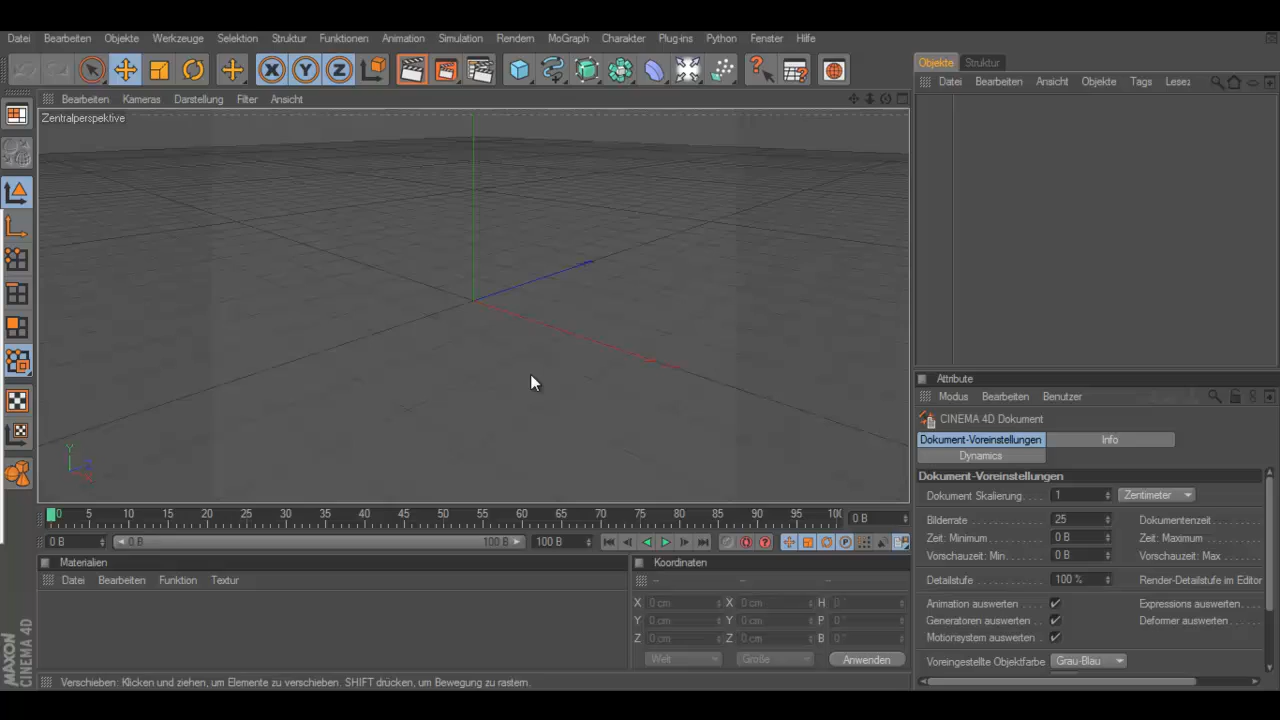 Datei Bearbeiten Objekte Werkzeuge Selektion Struktur Funktionen Animation Simulation Rendern MoGraph Charakter Plug-ins Python Fenster Hilfe
Objekte Struktur
Datei Bearbeiten Ansicht Objekte Tags Lesez
Bearbeiten Kameras Darstellung Filter Ansicht
Zentralperspektive
X Y Z
Y
Attribute
Modus Bearbeiten Benutzer
CINEMA 4D Dokument
Dokument-Voreinstellungen Info
Dynamics
Dokument-Voreinstellungen
Dokument Skalierung 1 Zentimeter
Bilderrate 25 Dokumentenzeit
Zeit: Minimum 0 B Zeit: Maximum
Vorschauzeit: Min 0 B Vorschauzeit: Max
Detailstufe 100 % Render-Detailstufe im Editor
Animation auswerten Expressions auswerten
Generatoren auswerten Deformer auswerten
Motionsystem auswerten
Voreingestellte Objektfarbe Grau-Blau
0 5 10 15 20 25 30 35 40 45 50 55 60 65 70 75 80 85 90 95 10 0 B
0 B 0 B 100 B 100 B
Materialien
Datei Bearbeiten Funktion Textur
Koordinaten
-- -- --
X 0 cm X 0 cm H 0 °
Y 0 cm Y 0 cm P 0 °
Z 0 cm Z 0 cm B 0 °
Welt Größe Anwenden
MAXON
CINEMA 4D
Verschieben: Klicken und ziehen, um Elemente zu verschieben. SHIFT drücken, um Bewegung zu rastern.